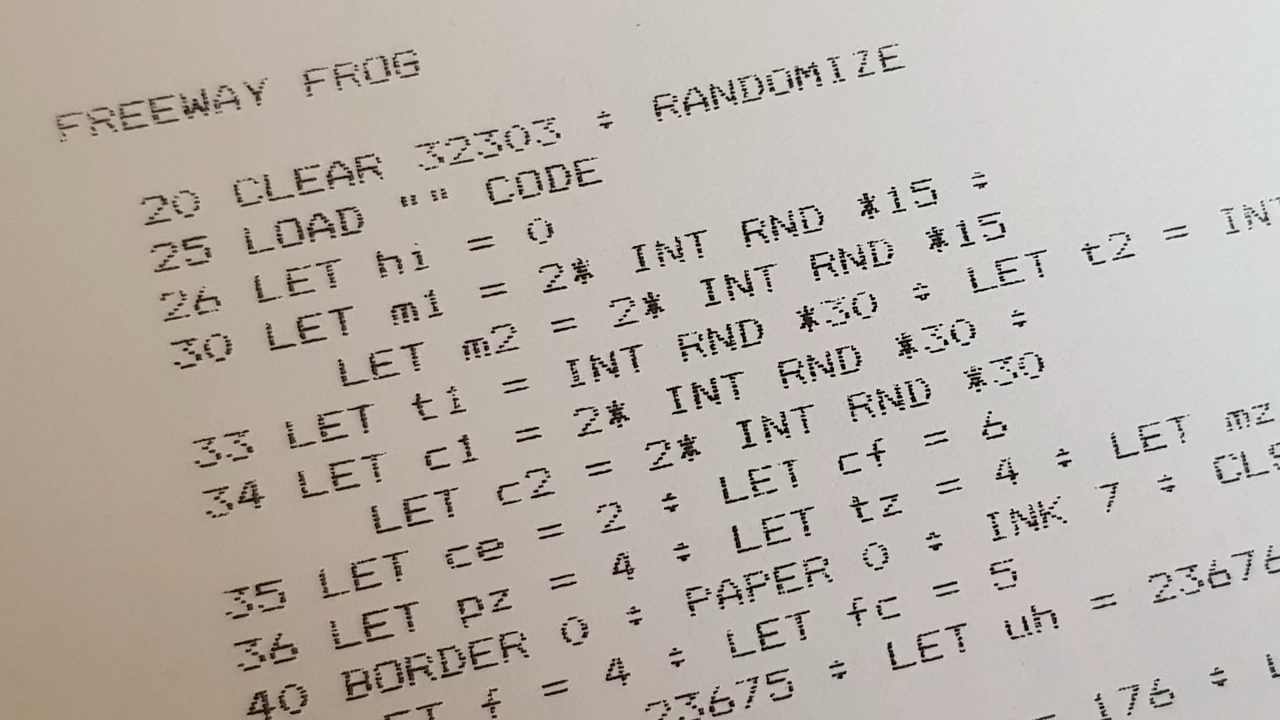 FREEWAY FROG
20 CLEAR 32303 ÷ RANDOMIZE
25 LOAD "" CODE
26 LET hi = 0
30 LET m1 = 2* INT RND *15 ÷
LET m2 = 2* INT RND *15
33 LET t1 = INT RND *30 ÷ LET t2 = INT
34 LET c1 = 2* INT RND *30 ÷
LET c2 = 2* INT RND *30
35 LET ce = 2 ÷ LET cf = 6
36 LET pz = 4 ÷ LET tz = 4 ÷ LET mz
40 BORDER 0 ÷ PAPER 0 ÷ INK 7 ÷ CLS
f = 4 ÷ LET fc = 5
23675 ÷ LET uh = 23676
= 176 ÷